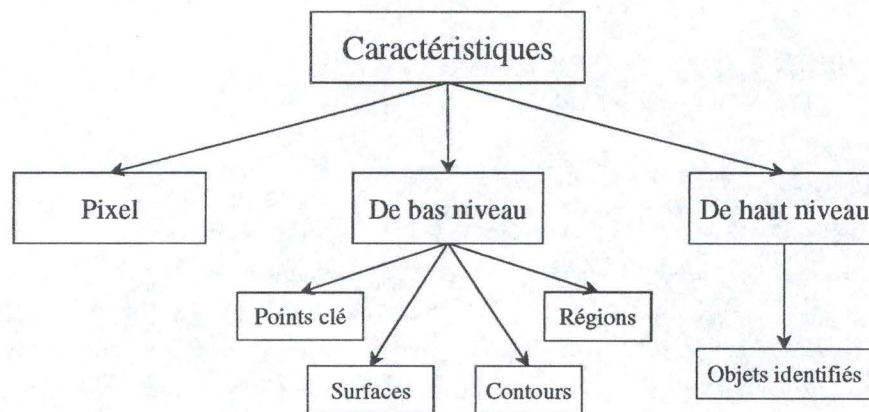 Caractéristiques
Pixel
De bas niveau
De haut niveau
Points clé
Régions
Surfaces
Contours
Objets identifiés